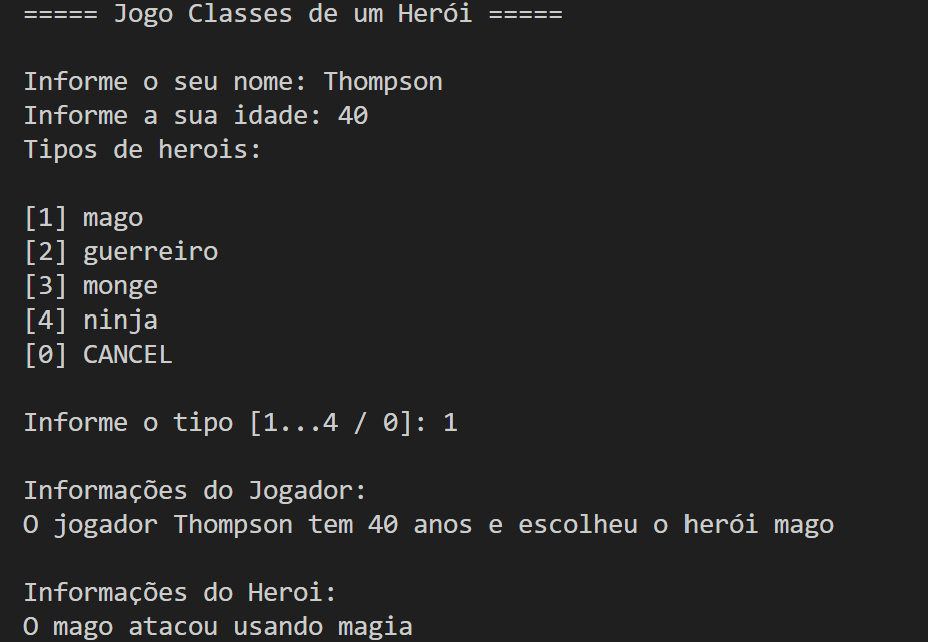 ===== Jogo Classes de um Herói =====
Informe o seu nome: Thompson
Informe a sua idade: 40
Tipos de herois:
[1] mago
[2] guerreiro
[3] monge
[4] ninja
[0] CANCEL
Informe o tipo [1...4 / 0]: 1
Informações do Jogador:
O jogador Thompson tem 40 anos e escolheu o herói mago
Informações do Heroi:
O mago atacou usando magia